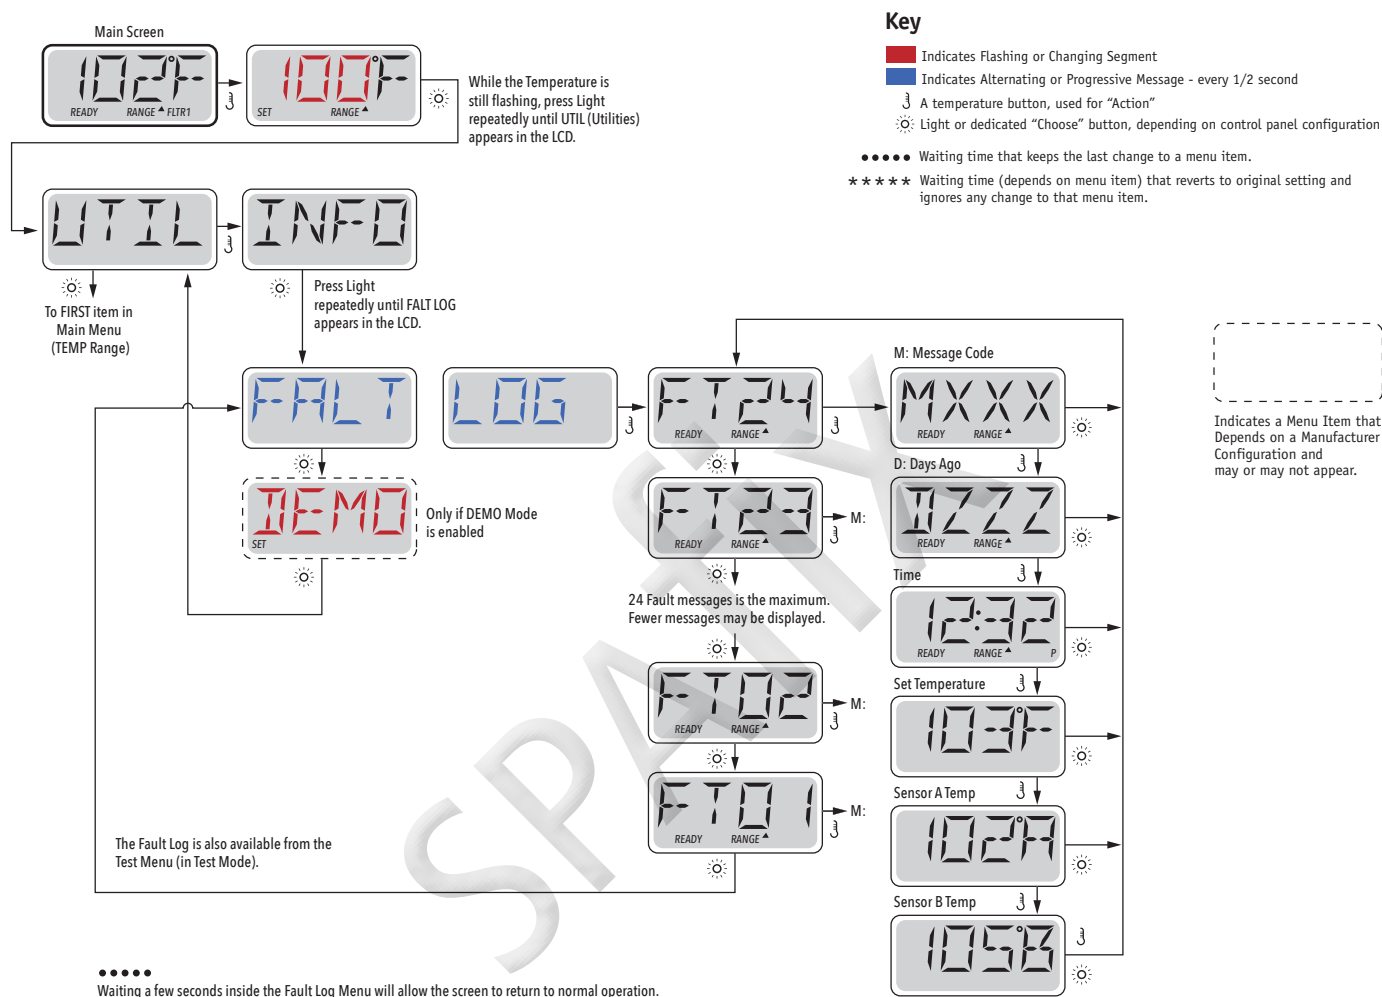 Main Screen
102°F
READY RANGE FLTR1
100°F
SET RANGE
While the Temperature is
still flashing, press Light
repeatedly until UTIL (Utilities)
appears in the LCD.
Key
Indicates Flashing or Changing Segment
Indicates Alternating or Progressive Message - every 1/2 second
A temperature button, used for “Action”
Light or dedicated “Choose” button, depending on control panel configuration
••••• Waiting time that keeps the last change to a menu item.
***** Waiting time (depends on menu item) that reverts to original setting and
ignores any change to that menu item.
UTIL
INFO
To FIRST item in
Main Menu
(TEMP Range)
Press Light
repeatedly until FALT LOG
appears in the LCD.
FALT
LOG
DEMO
SET
Only if DEMO Mode
is enabled
FT24
READY RANGE
FT23
READY RANGE
M:
24 Fault messages is the maximum.
Fewer messages may be displayed.
FT02
READY RANGE
M:
FT01
READY RANGE
M:
M: Message Code
MXXX
READY RANGE
D: Days Ago
DZZZ
READY RANGE
Time
12:32
READY RANGE P
Set Temperature
103°F
Sensor A Temp
102°A
Sensor B Temp
105°B
Indicates a Menu Item that
Depends on a Manufacturer
Configuration and
may or may not appear.
The Fault Log is also available from the
Test Menu (in Test Mode).
•••••
Waiting a few seconds inside the Fault Log Menu will allow the screen to return to normal operation.
SPAfiX